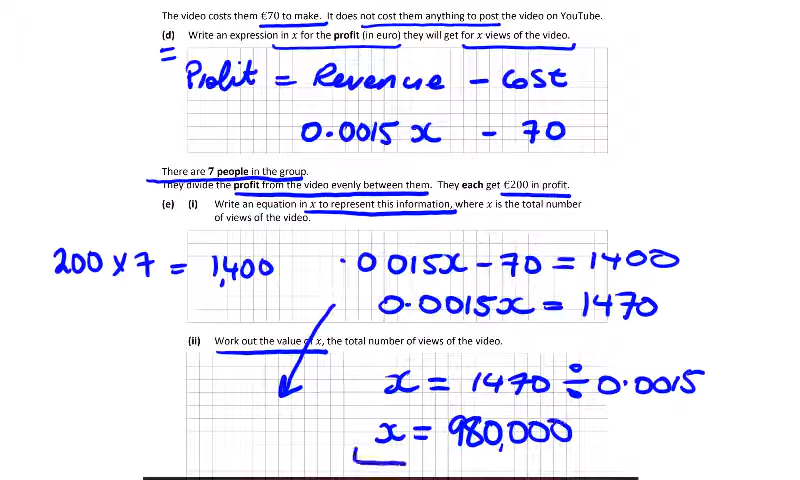 The video costs them €70 to make. It does not cost them anything to post the video on YouTube.
(d) Write an expression in x for the profit (in euro) they will get for x views of the video.
Profit = Revenue - Cost
0.0015x - 70
There are 7 people in the group.
They divide the profit from the video evenly between them. They each get €200 in profit.
(e) (i) Write an equation in x to represent this information, where x is the total number
of views of the video.
200 x 7 = 1,400
.0015x - 70 = 1400
0.0015x = 1470
(ii) Work out the value of x, the total number of views of the video.
x = 1470 ÷ 0.0015
x = 980,000